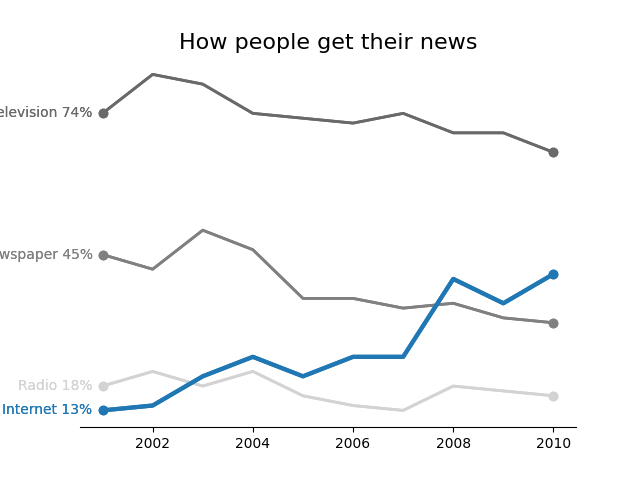 How people get their news
elevision 74%
wspaper 45%
Radio 18%
Internet 13%
2002 2004 2006 2008 2010